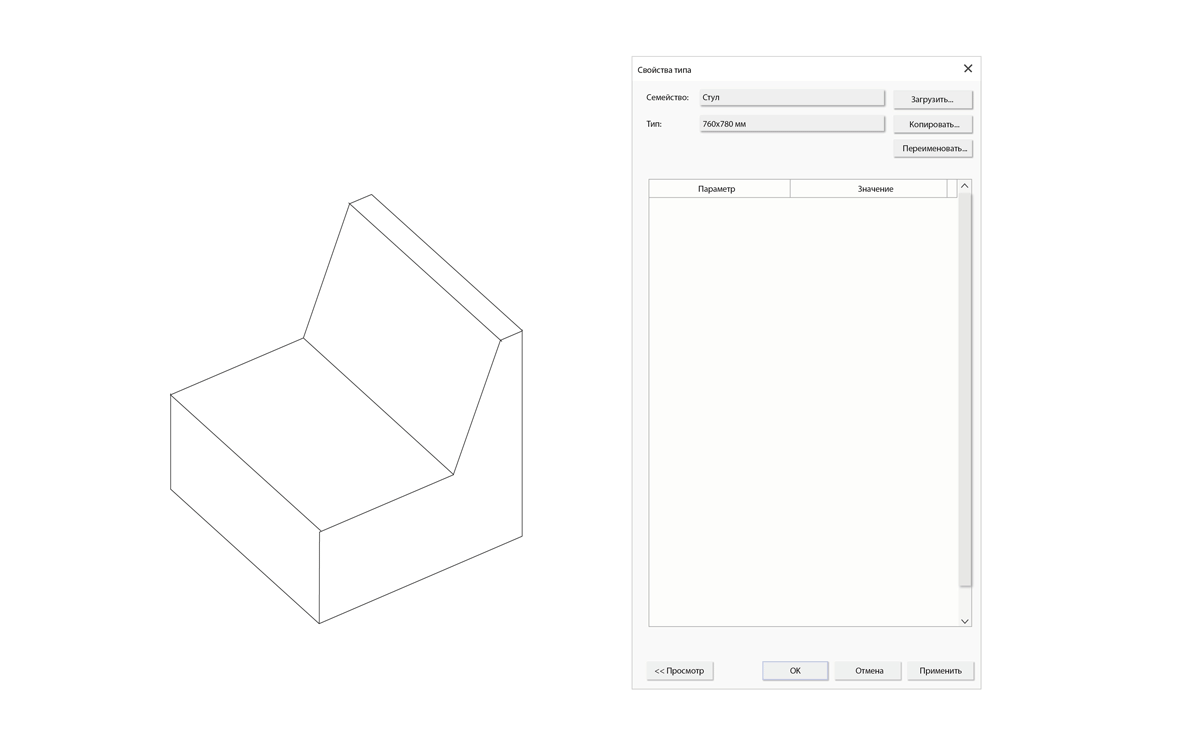 Свойства типа
Семейство: Стул Загрузить...
Тип: 760x780 мм Копировать...
Переименовать...
Параметр Значение
<< Просмотр ОК Отмена Применить